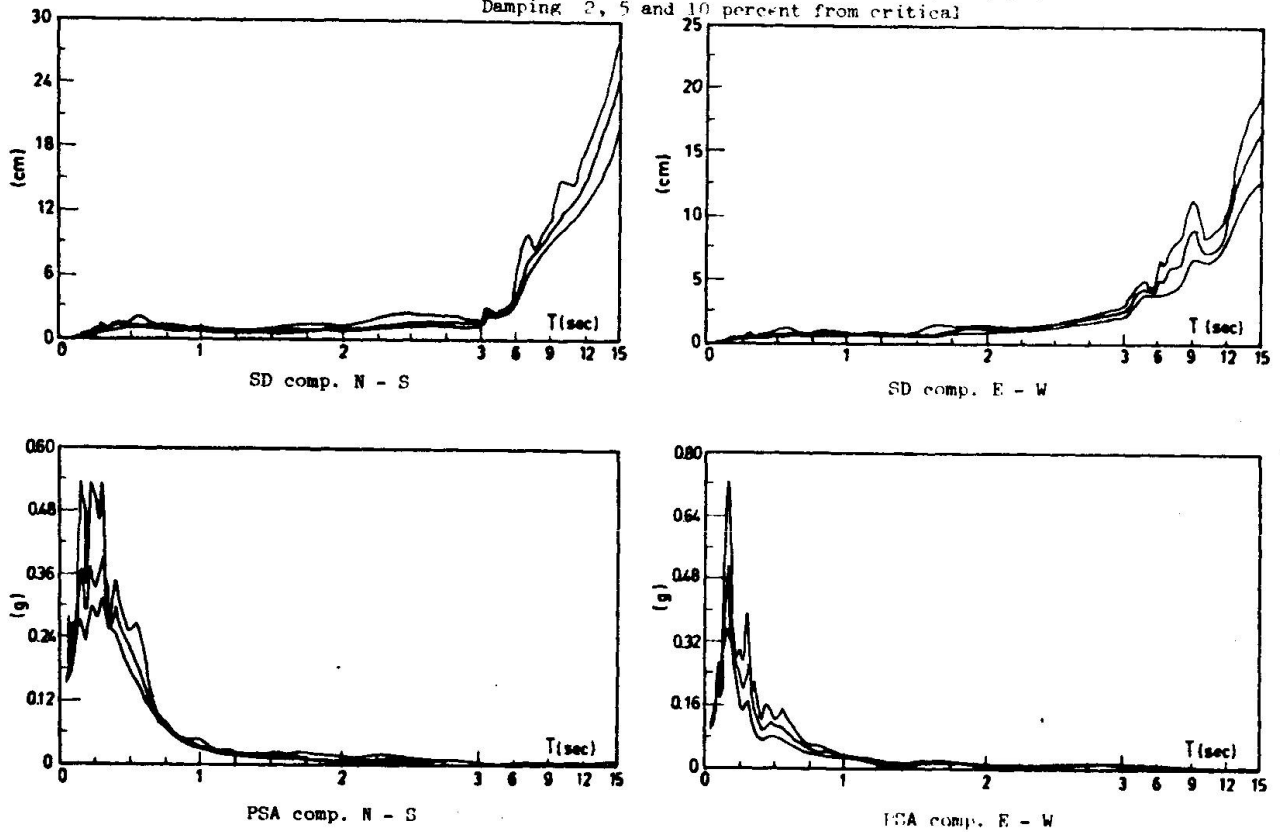 Damping 2, 5 and 10 percent from critical
30
24
18
12
6
0
(cm)
0 1 2 3 6 9 12 15
T(sec)
SD comp. N - S
25
20
15
10
5
0
(cm)
0 1 2 3 6 9 12 15
T(sec)
SD comp. E - W
0.60
0.48
0.36
0.24
0.12
0
(g)
0 1 2 3 6 9 12 15
T(sec)
PSA comp. N - S
0.80
0.64
0.48
0.32
0.16
0
(g)
0 1 2 3 6 9 12 15
T(sec)
PSA comp. E - W